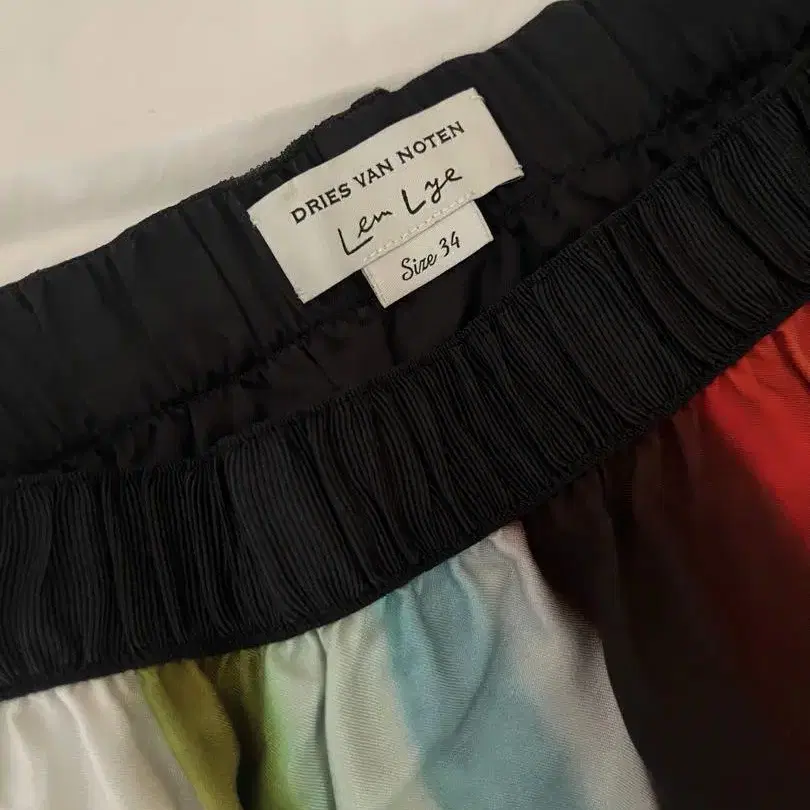 DRIES VAN NOTEN
Len Lye
Size 34